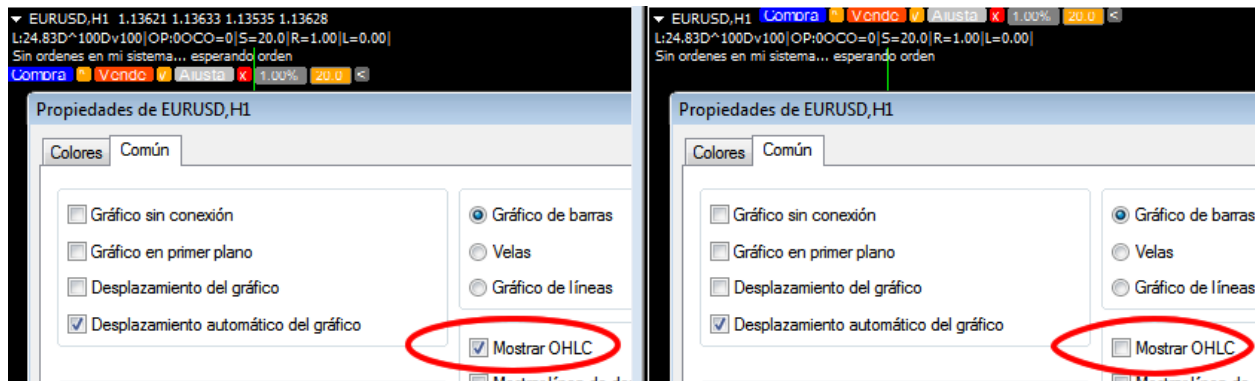 EURUSD,H1 1.13621 1.13633 1.13535 1.13628
L:24.83D^100Dv100|OP:0OCO=0|S=20.0|R=1.00|L=0.00|
Sin ordenes en mi sistema... esperando orden
Compra ^ Vende v Ajusta x 1.00% 20.0 <
Propiedades de EURUSD,H1
Colores Común
Gráfico sin conexión
Gráfico de barras
Gráfico en primer plano
Velas
Desplazamiento del gráfico
Gráfico de líneas
Desplazamiento automático del gráfico
Mostrar OHLC
EURUSD,H1 Compra ^ Vende v Ajusta x 1.00% 20.0 <
L:24.83D^100Dv100|OP:0OCO=0|S=20.0|R=1.00|L=0.00|
Sin ordenes en mi sistema... esperando orden
Propiedades de EURUSD,H1
Colores Común
Gráfico sin conexión
Gráfico de barras
Gráfico en primer plano
Velas
Desplazamiento del gráfico
Gráfico de líneas
Desplazamiento automático del gráfico
Mostrar OHLC